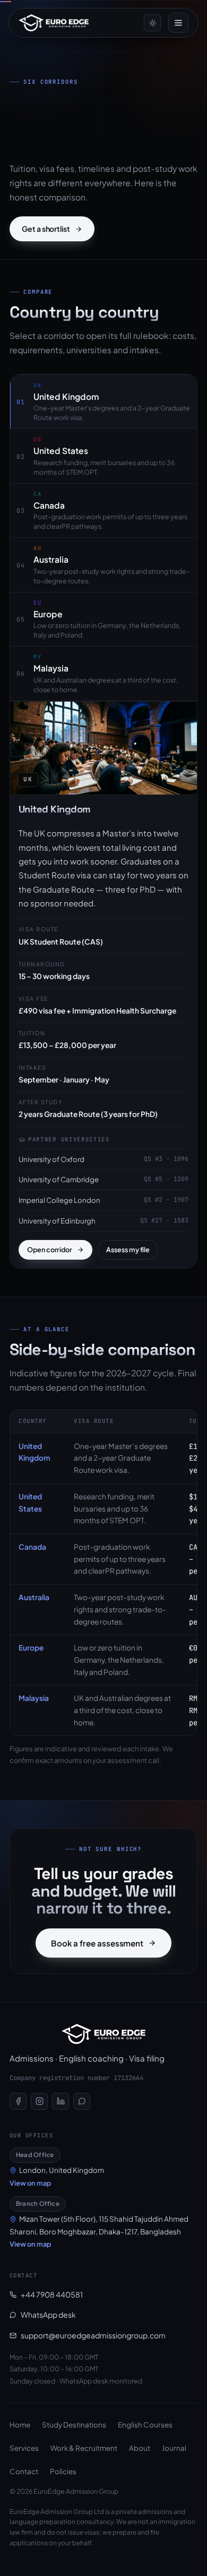 EURO EDGE
ADMISSION GROUP
SIX CORRIDORS
Tuition, visa fees, timelines and post-study work
rights are different everywhere. Here is the
honest comparison.
Get a shortlist →
COMPARE
Country by country
Select a corridor to open its full rulebook: costs,
requirements, universities and intakes.
UK
01 United Kingdom
One-year Master's degrees and a 2-year Graduate
Route work visa.
US
02 United States
Research funding, merit bursaries and up to 36
months of STEM OPT.
CA
03 Canada
Post-graduation work permits of up to three years
and clear PR pathways.
AU
04 Australia
Two-year post-study work rights and strong trade-
to-degree routes.
EU
05 Europe
Low or zero tuition in Germany, the Netherlands,
Italy and Poland.
MY
06 Malaysia
UK and Australian degrees at a third of the cost,
close to home.
UK
United Kingdom
The UK compresses a Master's into twelve
months, which lowers total living cost and
gets you into work sooner. Graduates on a
Student Route visa can stay for two years on
the Graduate Route — three for PhD — with
no sponsor needed.
VISA ROUTE
UK Student Route (CAS)
TURNAROUND
15 – 30 working days
VISA FEE
£490 visa fee + Immigration Health Surcharge
TUITION
£13,500 – £28,000 per year
INTAKES
September · January · May
AFTER STUDY
2 years Graduate Route (3 years for PhD)
PARTNER UNIVERSITIES
University of Oxford QS #3 · 1096
University of Cambridge QS #5 · 1209
Imperial College London QS #2 · 1907
University of Edinburgh QS #27 · 1583
Open corridor →
Assess my file
AT A GLANCE
Side-by-side comparison
Indicative figures for the 2026–2027 cycle. Final
numbers depend on the institution.
COUNTRY VISA ROUTE TU
United Kingdom One-year Master's degrees and a 2-year Graduate Route work visa. £1 £2 ye
United States Research funding, merit bursaries and up to 36 months of STEM OPT. $1 $4 ye
Canada Post-graduation work permits of up to three years and clear PR pathways. CA – pe
Australia Two-year post-study work rights and strong trade-to-degree routes. AU – pe
Europe Low or zero tuition in Germany, the Netherlands, Italy and Poland. €0 pe
Malaysia UK and Australian degrees at a third of the cost, close to home. RM RM pe
Figures are indicative and reviewed each intake. We
confirm exact amounts on your assessment call.
NOT SURE WHICH?
Tell us your grades
and budget. We will
narrow it to three.
Book a free assessment →
EURO EDGE
ADMISSION GROUP
Admissions · English coaching · Visa filing
Company registration number 17132664
OUR OFFICES
Head Office
London, United Kingdom
View on map
Branch Office
Mizan Tower (5th Floor), 115 Shahid Tajuddin Ahmed
Sharoni, Boro Moghbazar, Dhaka-1217, Bangladesh
View on map
CONTACT
+44 7908 440581
WhatsApp desk
support@euroedgeadmissiongroup.com
Mon – Fri, 09:00 – 18:00 GMT
Saturday, 10:00 – 16:00 GMT
Sunday closed · WhatsApp desk monitored
Home Study Destinations English Courses
Services Work & Recruitment About Journal
Contact Policies
© 2026 EuroEdge Admission Group
EuroEdge Admission Group Ltd is a private admissions and
language preparation consultancy. We are not an immigration
law firm and do not issue visas; we prepare and file
applications on your behalf.